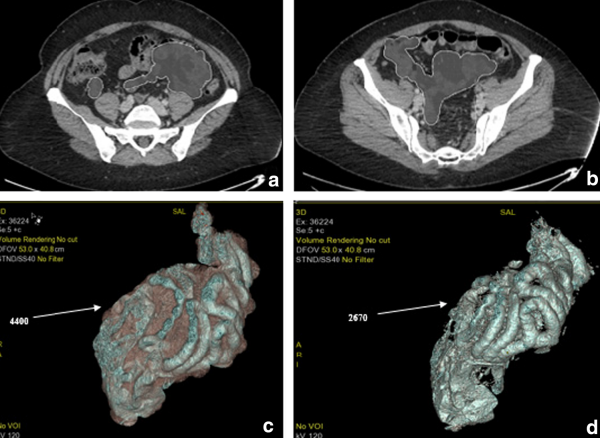 a
b
3D
Ex: 36224
Se:5 +c
Volume Rendering No cut
DFOV 53.0 x 40.8 cm
STND/SS40 No Filter
SAL
4400
R
A
No VOI
kV 120
c
3D
Ex: 36224
Se:5 +c
Volume Rendering No cut
DFOV 53.0 x 40.8 cm
STND/SS40 No Filter
SAL
2670
A
R
I
No VOI
kV 120
d